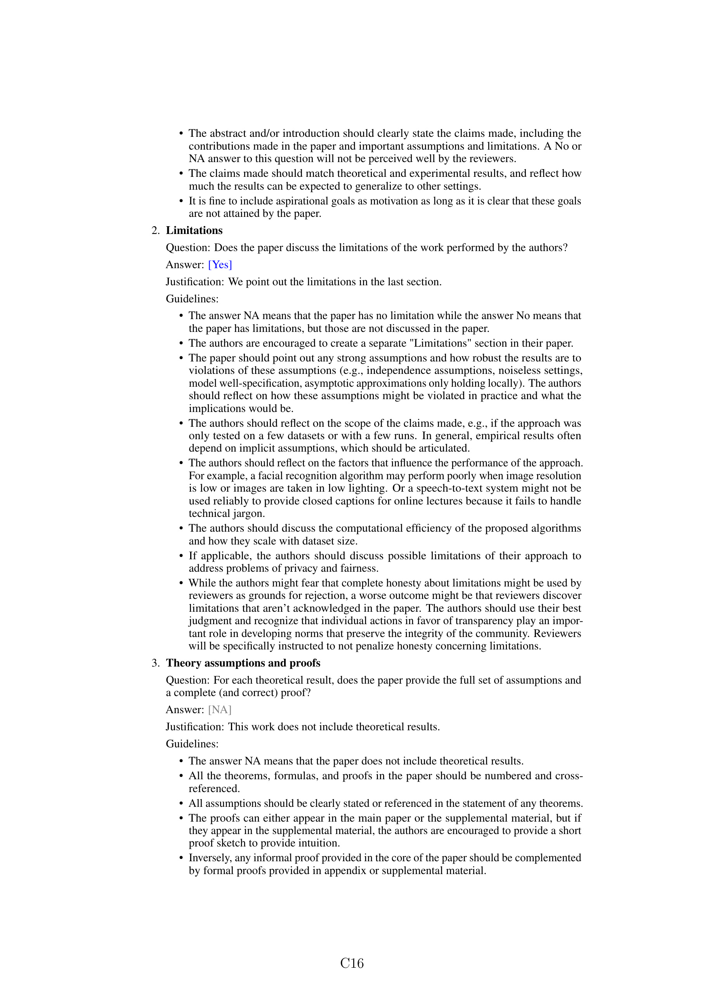 • The abstract and/or introduction should clearly state the claims made, including the
contributions made in the paper and important assumptions and limitations. A No or
NA answer to this question will not be perceived well by the reviewers.
• The claims made should match theoretical and experimental results, and reflect how
much the results can be expected to generalize to other settings.
• It is fine to include aspirational goals as motivation as long as it is clear that these goals
are not attained by the paper.
2. Limitations
Question: Does the paper discuss the limitations of the work performed by the authors?
Answer: [Yes]
Justification: We point out the limitations in the last section.
Guidelines:
• The answer NA means that the paper has no limitation while the answer No means that
the paper has limitations, but those are not discussed in the paper.
• The authors are encouraged to create a separate "Limitations" section in their paper.
• The paper should point out any strong assumptions and how robust the results are to
violations of these assumptions (e.g., independence assumptions, noiseless settings,
model well-specification, asymptotic approximations only holding locally). The authors
should reflect on how these assumptions might be violated in practice and what the
implications would be.
• The authors should reflect on the scope of the claims made, e.g., if the approach was
only tested on a few datasets or with a few runs. In general, empirical results often
depend on implicit assumptions, which should be articulated.
• The authors should reflect on the factors that influence the performance of the approach.
For example, a facial recognition algorithm may perform poorly when image resolution
is low or images are taken in low lighting. Or a speech-to-text system might not be
used reliably to provide closed captions for online lectures because it fails to handle
technical jargon.
• The authors should discuss the computational efficiency of the proposed algorithms
and how they scale with dataset size.
• If applicable, the authors should discuss possible limitations of their approach to
address problems of privacy and fairness.
• While the authors might fear that complete honesty about limitations might be used by
reviewers as grounds for rejection, a worse outcome might be that reviewers discover
limitations that aren't acknowledged in the paper. The authors should use their best
judgment and recognize that individual actions in favor of transparency play an impor-
tant role in developing norms that preserve the integrity of the community. Reviewers
will be specifically instructed to not penalize honesty concerning limitations.
3. Theory assumptions and proofs
Question: For each theoretical result, does the paper provide the full set of assumptions and
a complete (and correct) proof?
Answer: [NA]
Justification: This work does not include theoretical results.
Guidelines:
• The answer NA means that the paper does not include theoretical results.
• All the theorems, formulas, and proofs in the paper should be numbered and cross-
referenced.
• All assumptions should be clearly stated or referenced in the statement of any theorems.
• The proofs can either appear in the main paper or the supplemental material, but if
they appear in the supplemental material, the authors are encouraged to provide a short
proof sketch to provide intuition.
• Inversely, any informal proof provided in the core of the paper should be complemented
by formal proofs provided in appendix or supplemental material.
C16